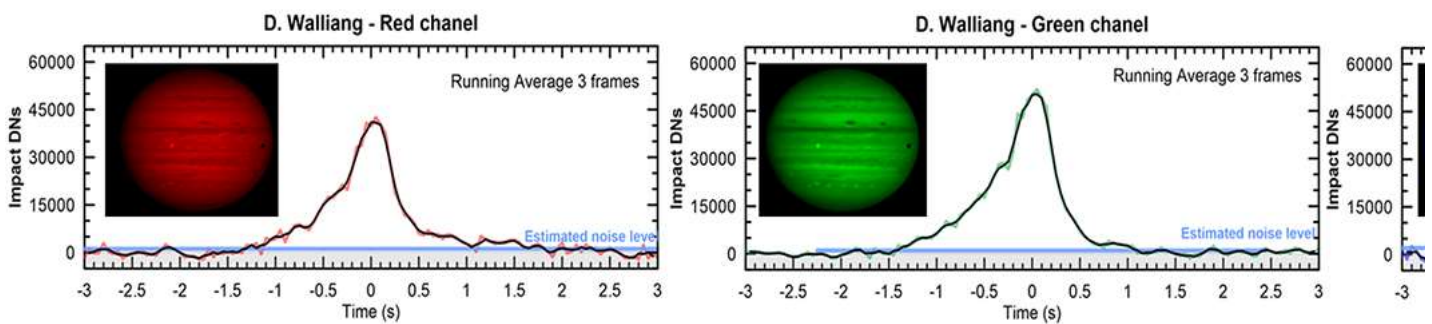 D. Walliang - Red chanel
Impact DNs
60000
45000
30000
15000
0
Running Average 3 frames
Estimated noise level
-3 -2.5 -2 -1.5 -1 -0.5 0 0.5 1 1.5 2 2.5 3
Time (s)
D. Walliang - Green chanel
Impact DNs
60000
45000
30000
15000
0
Running Average 3 frames
Estimated noise level
-3 -2.5 -2 -1.5 -1 -0.5 0 0.5 1 1.5 2 2.5 3
Time (s)
Impact DNs
60000
45000
30000
15000
0
-3